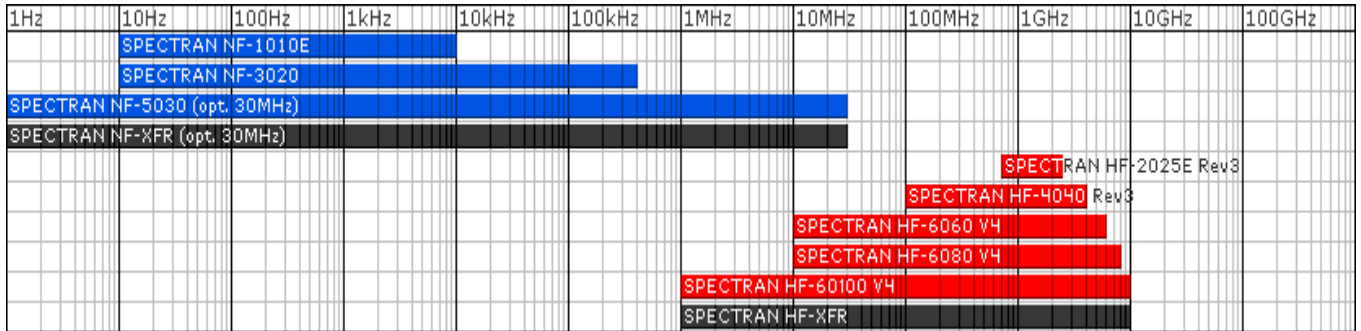 1Hz 10Hz 100Hz 1kHz 10kHz 100kHz 1MHz 10MHz 100MHz 1GHz 10GHz 100GHz
SPECTRAN NF-1010E
SPECTRAN NF-3020
SPECTRAN NF-5030 (opt. 30MHz)
SPECTRAN NF-XFR (opt. 30MHz)
SPECTRAN HF-2025E Rev3
SPECTRAN HF-4040 Rev3
SPECTRAN HF-6060 V4
SPECTRAN HF-6080 V4
SPECTRAN HF-60100 V4
SPECTRAN HF-XFR